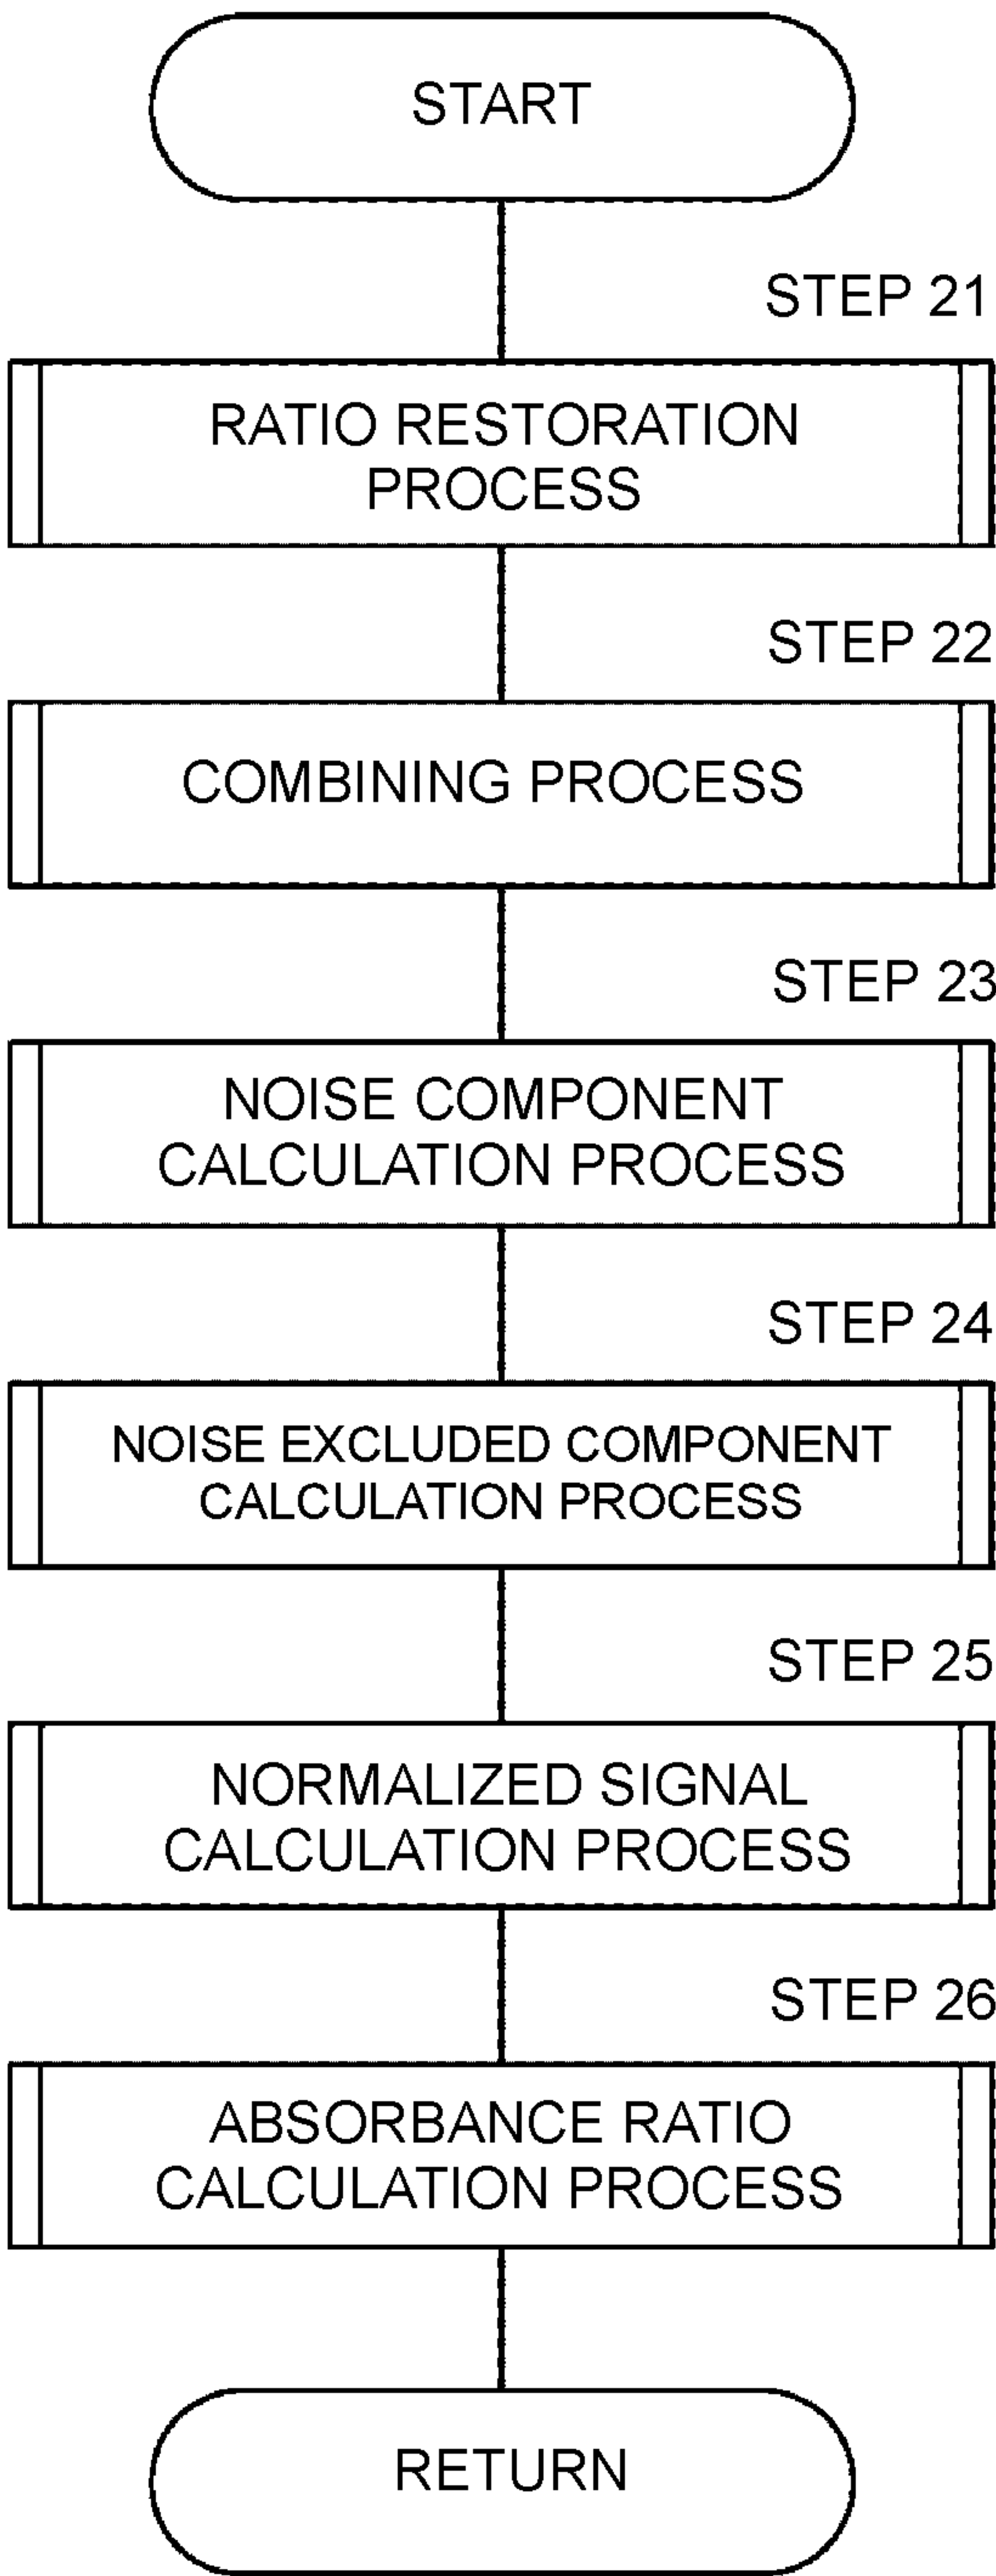 START
STEP 21
RATIO RESTORATION
PROCESS
STEP 22
COMBINING PROCESS
STEP 23
NOISE COMPONENT
CALCULATION PROCESS
STEP 24
NOISE EXCLUDED COMPONENT
CALCULATION PROCESS
STEP 25
NORMALIZED SIGNAL
CALCULATION PROCESS
STEP 26
ABSORBANCE RATIO
CALCULATION PROCESS
RETURN